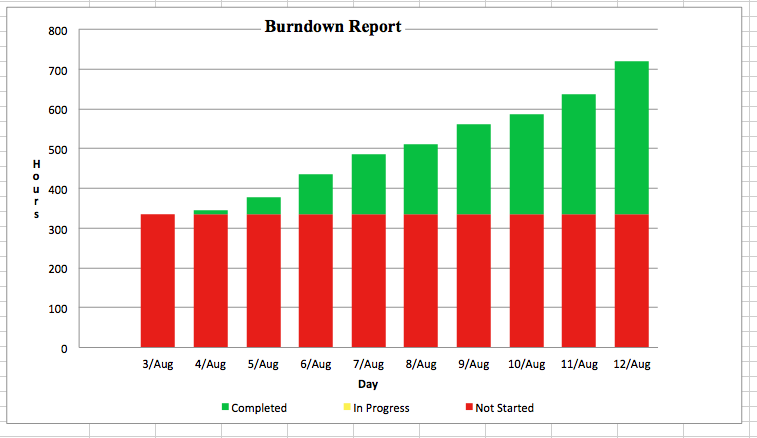 Burndown Report
800
700
600
500
400
300
200
100
0
Hours
3/Aug 4/Aug 5/Aug 6/Aug 7/Aug 8/Aug 9/Aug 10/Aug 11/Aug 12/Aug
Day
Completed In Progress Not Started